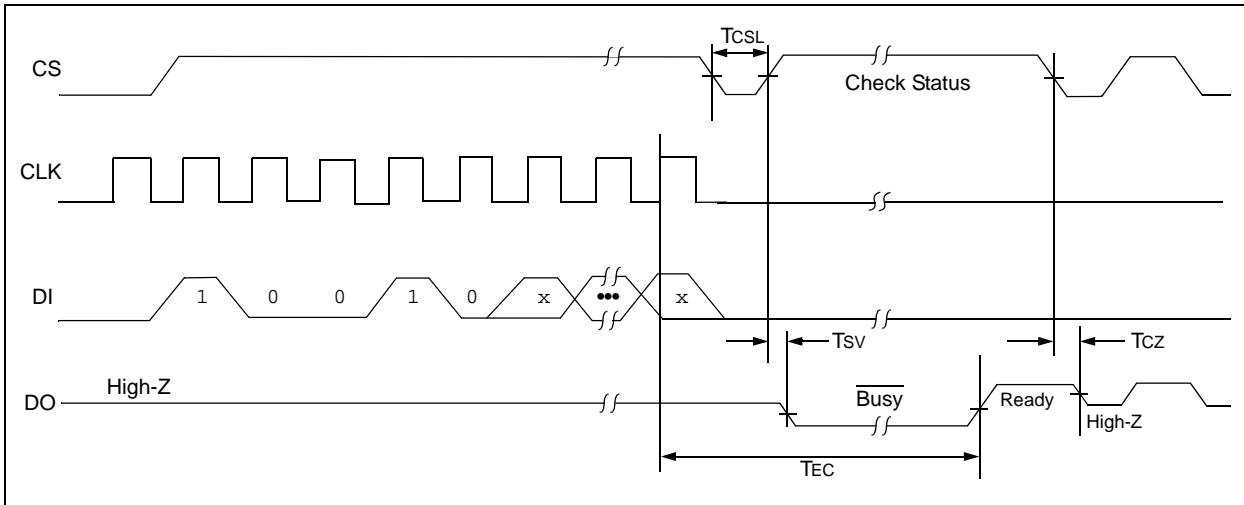 TCSL
CS
Check Status
CLK
DI
1 0 0 1 0 x ••• x
TSV
TCZ
High-Z
DO
Busy
Ready
High-Z
TEC